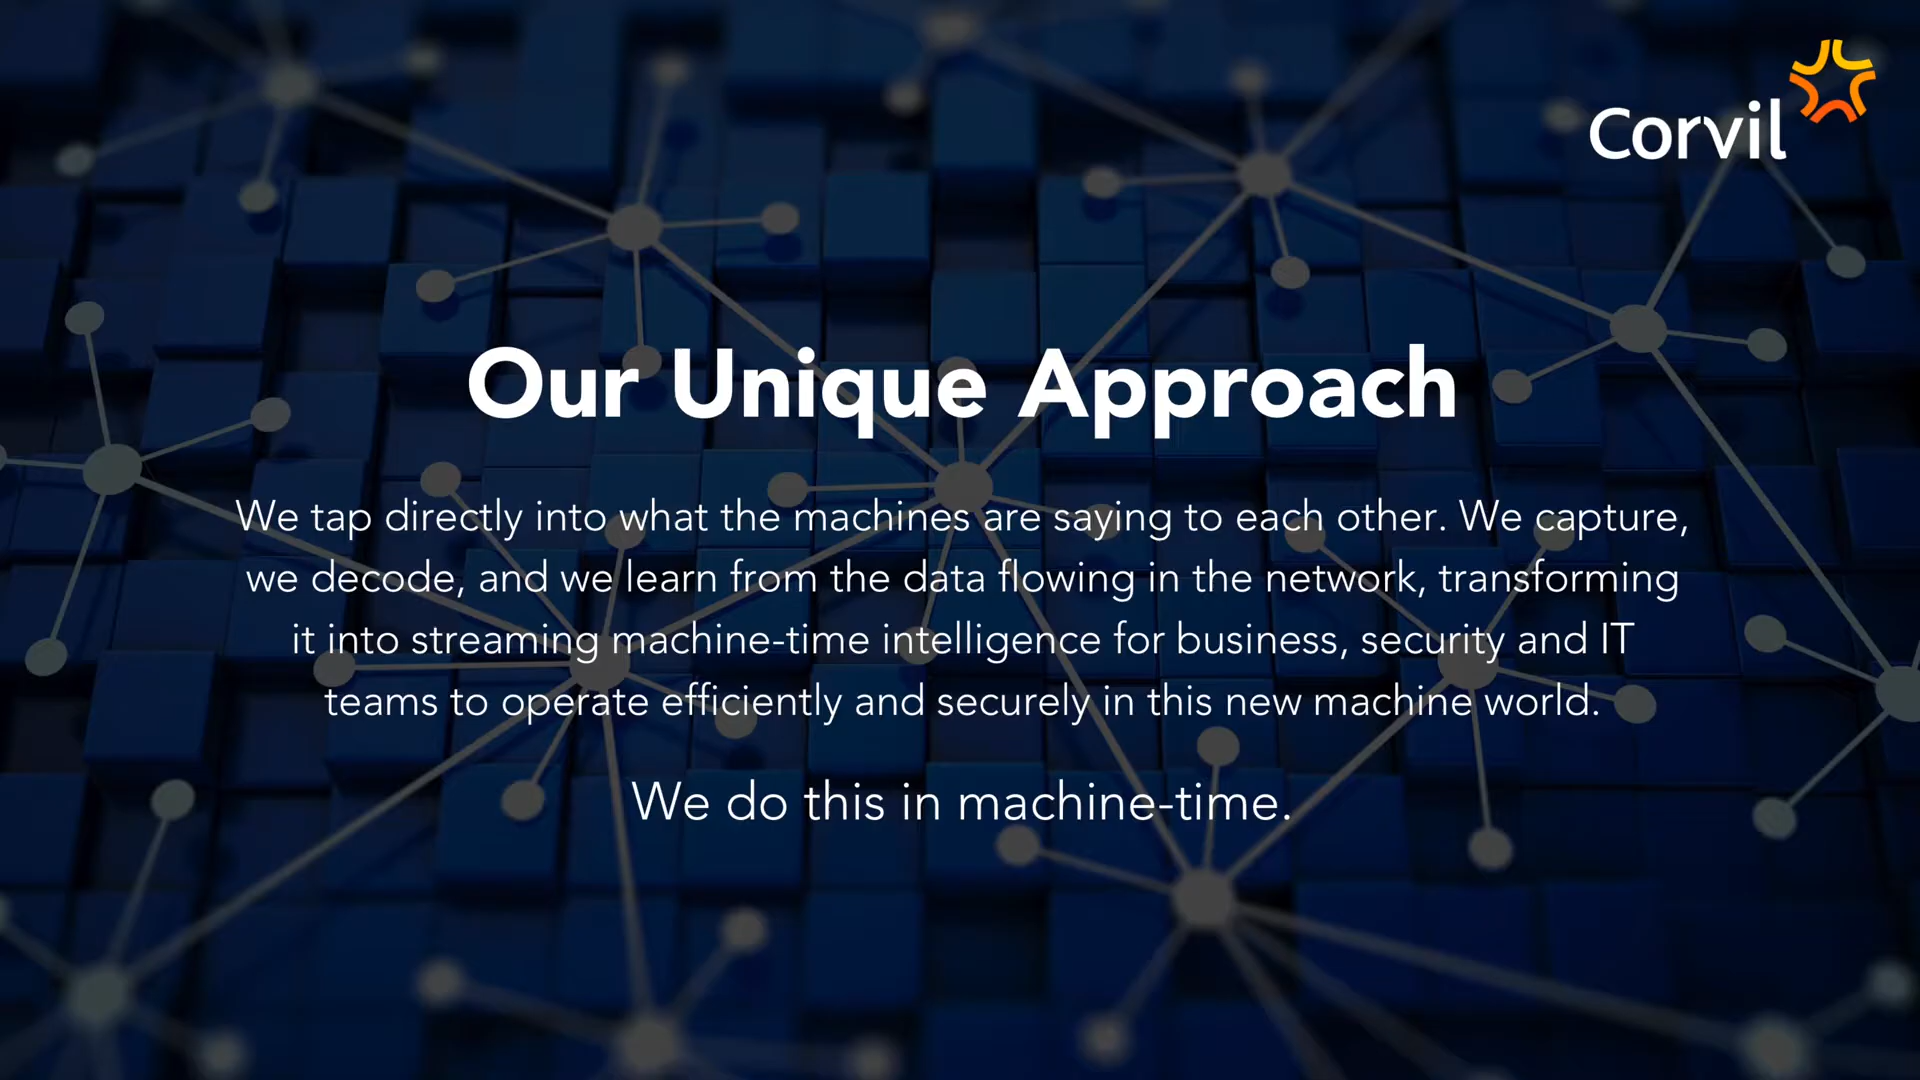 Corvil
Our Unique Approach
We tap directly into what the machines are saying to each other. We capture,
we decode, and we learn from the data flowing in the network, transforming
it into streaming machine-time intelligence for business, security and IT
teams to operate efficiently and securely in this new machine world.
We do this in machine-time.